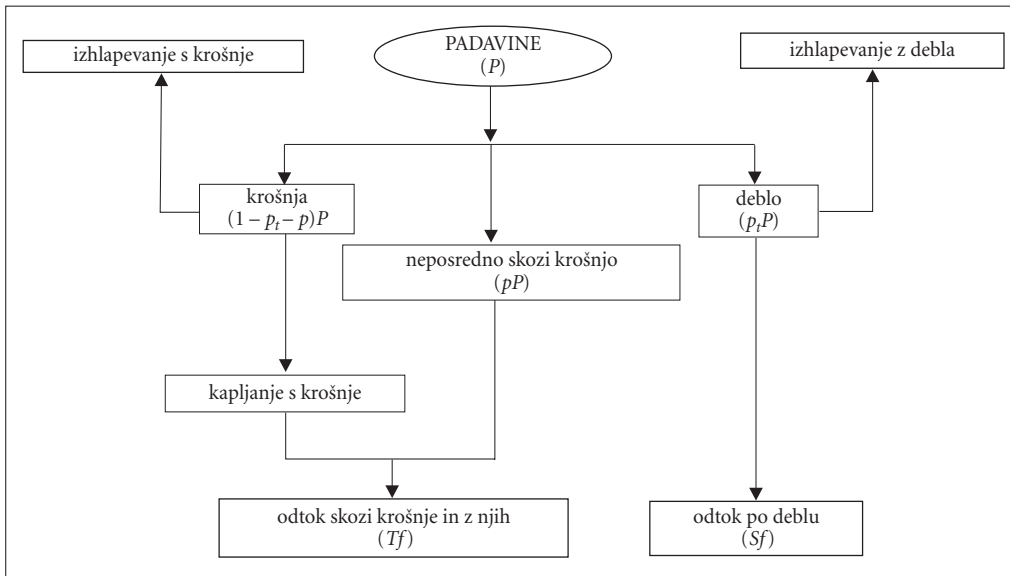 izhlapevanje s krošnje
PADAVINE
(P)
izhlapevanje z debla
krošnja
(1 – pₜ – p)P
deblo
(pₜP)
neposredno skozi krošnjo
(pP)
kapljanje s krošnje
odtok skozi krošnje in z njih
(Tf)
odtok po deblu
(Sf)